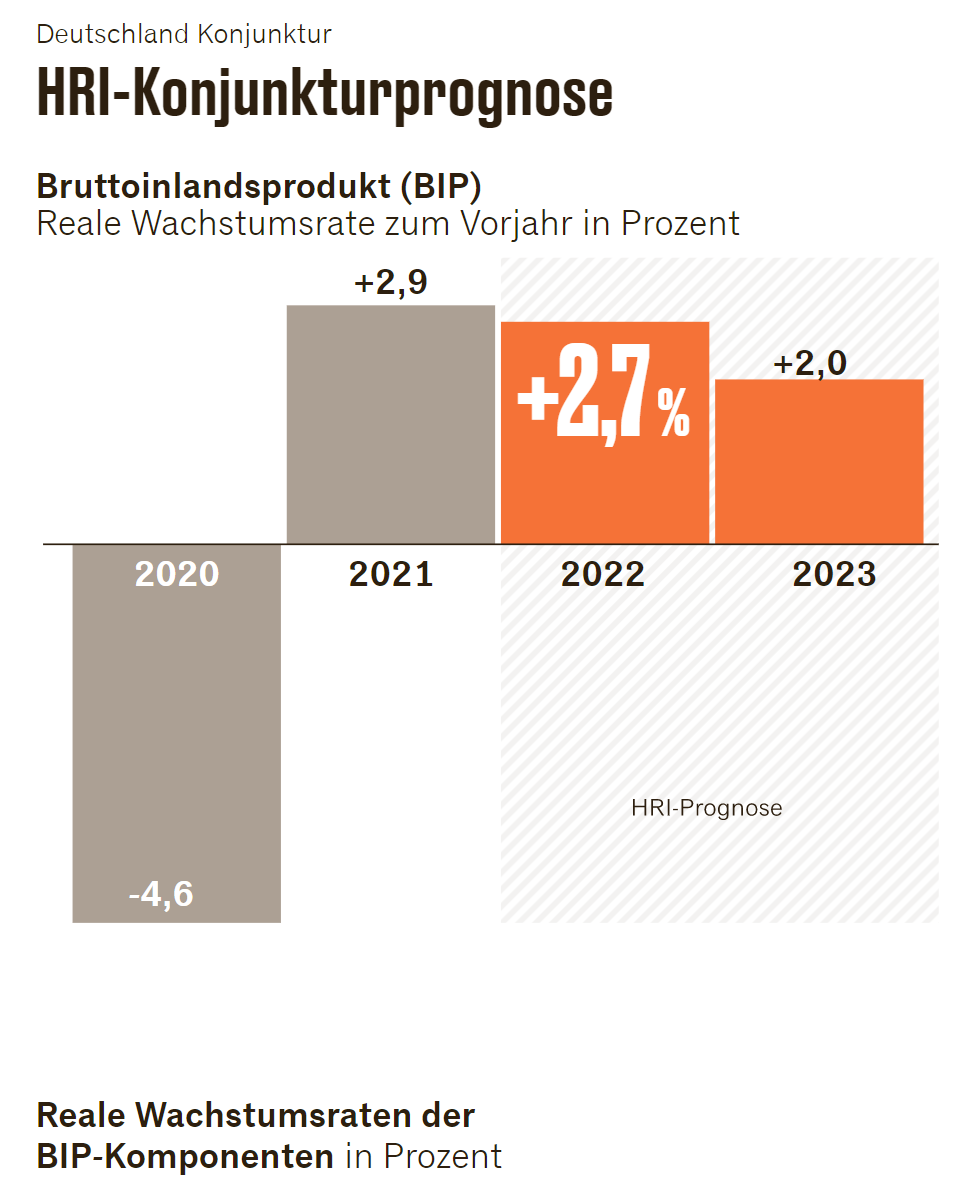 Deutschland Konjunktur
HRI-Konjunkturprognose
Bruttoinlandsprodukt (BIP)
Reale Wachstumsrate zum Vorjahr in Prozent
+2,9
+2,7 %
+2,0
2020
2021
2022
2023
HRI-Prognose
-4,6
Reale Wachstumsraten der
BIP-Komponenten in Prozent